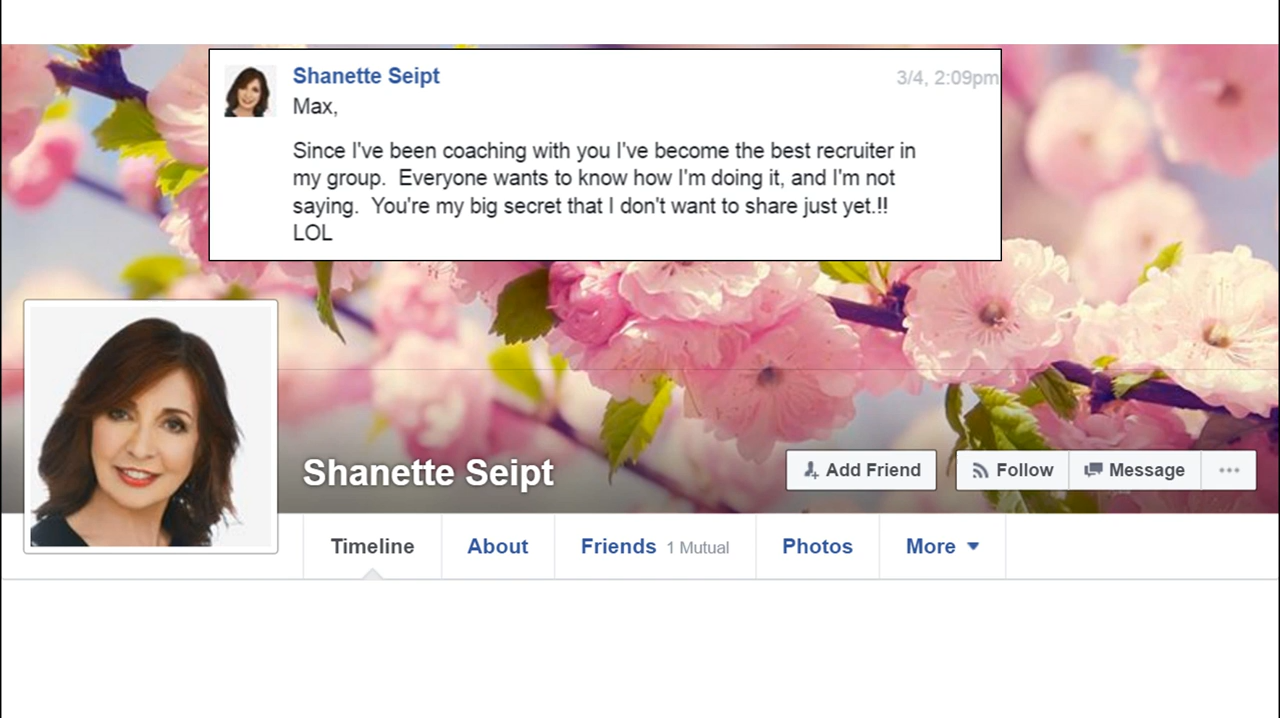 Shanette Seipt 3/4, 2:09pm
Max,
Since I've been coaching with you I've become the best recruiter in
my group.  Everyone wants to know how I'm doing it, and I'm not
saying.  You're my big secret that I don't want to share just yet.!!
LOL
Shanette Seipt
Add Friend Follow Message
Timeline About Friends 1 Mutual Photos More